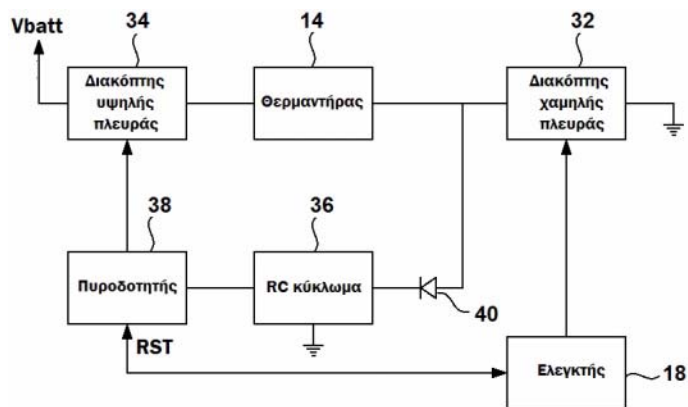 Vbatt
34
14
32
Διακόπτης
υψηλής
πλευράς
Θερμαντήρας
Διακόπτης
χαμηλής
πλευράς
38
36
Πυροδοτητής
RC κύκλωμα
40
RST
Ελεγκτής
18